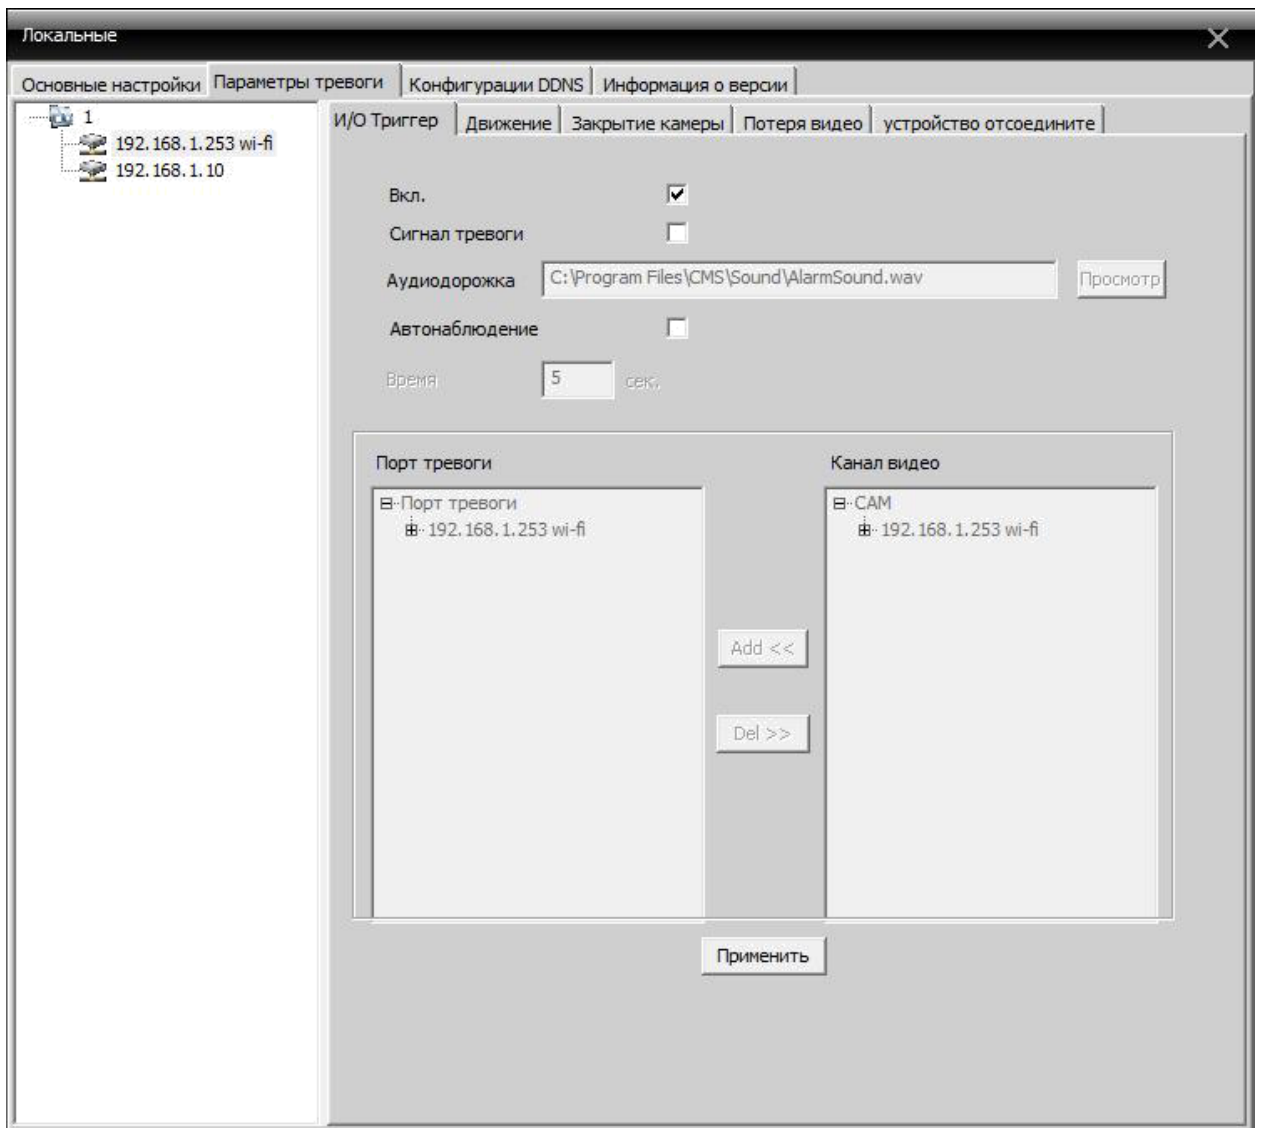 Локальные
Основные настройки Параметры тревоги Конфигурации DDNS Информация о версии
1
192.168.1.253 wi-fi
192.168.1.10
И/О Триггер Движение Закрытие камеры Потеря видео устройство отсоедините
Вкл.
Сигнал тревоги
Аудиодорожка C:\Program Files\CMS\Sound\AlarmSound.wav Просмотр
Автонаблюдение
Время 5 сек.
Порт тревоги Канал видео
Порт тревоги CAM
192.168.1.253 wi-fi 192.168.1.253 wi-fi
Add <<
Del >>
Применить